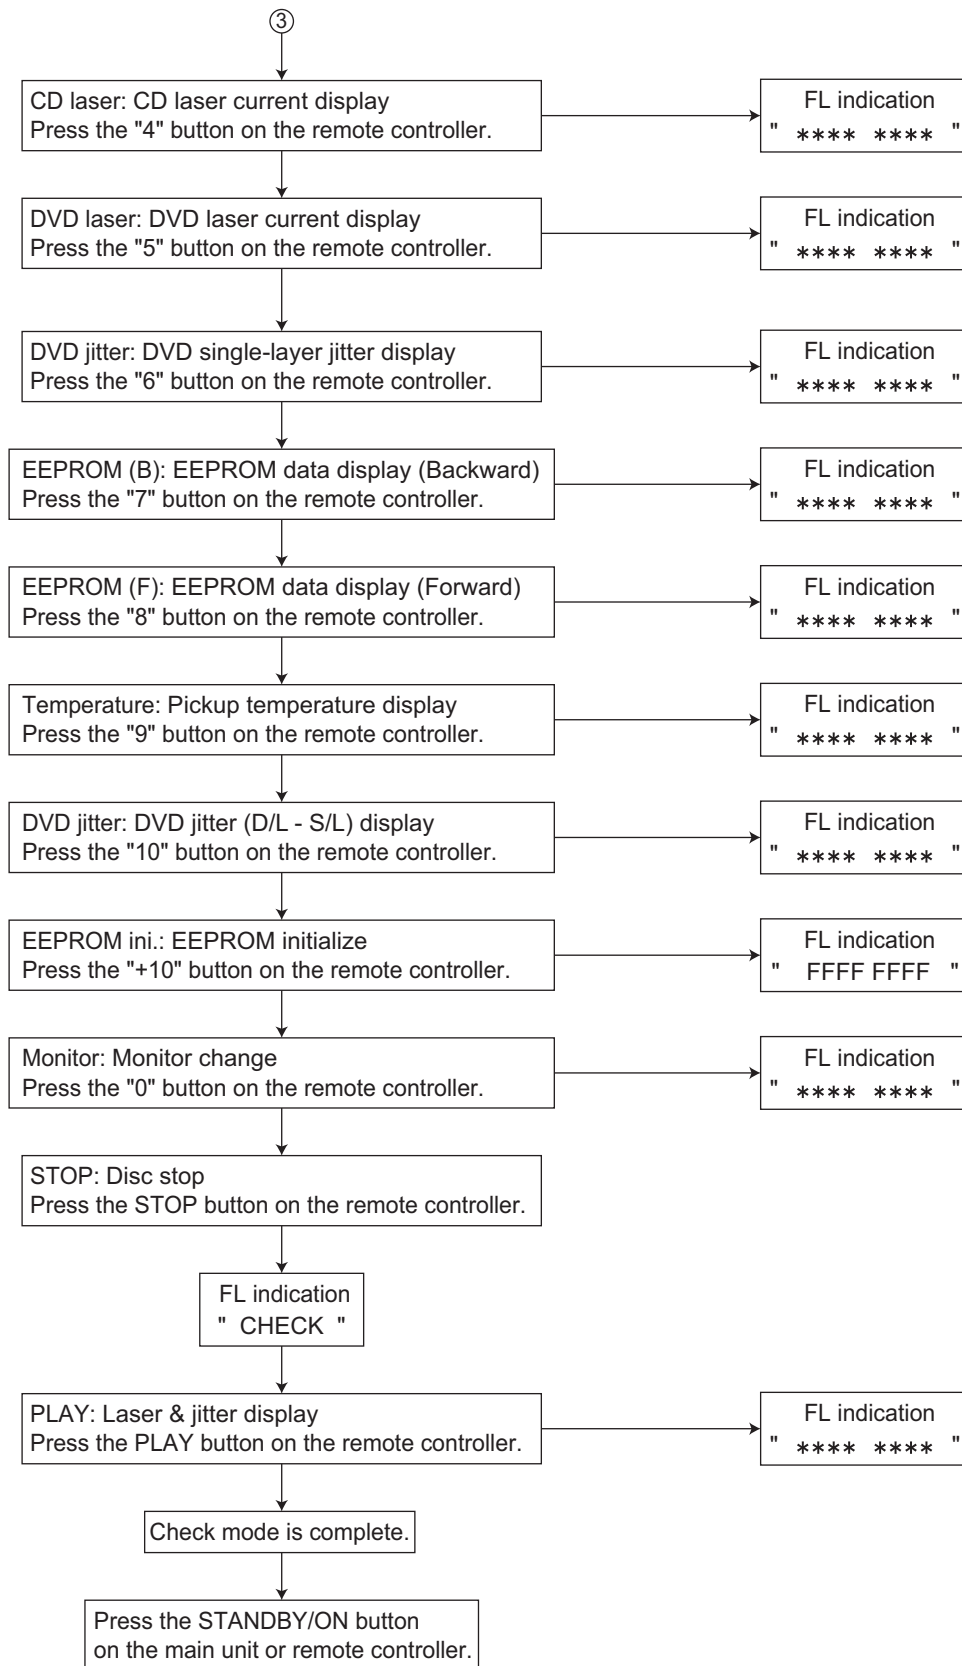 3
CD laser: CD laser current display
Press the "4" button on the remote controller.
FL indication
" **** **** "
DVD laser: DVD laser current display
Press the "5" button on the remote controller.
FL indication
" **** **** "
DVD jitter: DVD single-layer jitter display
Press the "6" button on the remote controller.
FL indication
" **** **** "
EEPROM (B): EEPROM data display (Backward)
Press the "7" button on the remote controller.
FL indication
" **** **** "
EEPROM (F): EEPROM data display (Forward)
Press the "8" button on the remote controller.
FL indication
" **** **** "
Temperature: Pickup temperature display
Press the "9" button on the remote controller.
FL indication
" **** **** "
DVD jitter: DVD jitter (D/L - S/L) display
Press the "10" button on the remote controller.
FL indication
" **** **** "
EEPROM ini.: EEPROM initialize
Press the "+10" button on the remote controller.
FL indication
" FFFF FFFF "
Monitor: Monitor change
Press the "0" button on the remote controller.
FL indication
" **** **** "
STOP: Disc stop
Press the STOP button on the remote controller.
FL indication
" CHECK "
PLAY: Laser & jitter display
Press the PLAY button on the remote controller.
FL indication
" **** **** "
Check mode is complete.
Press the STANDBY/ON button
on the main unit or remote controller.